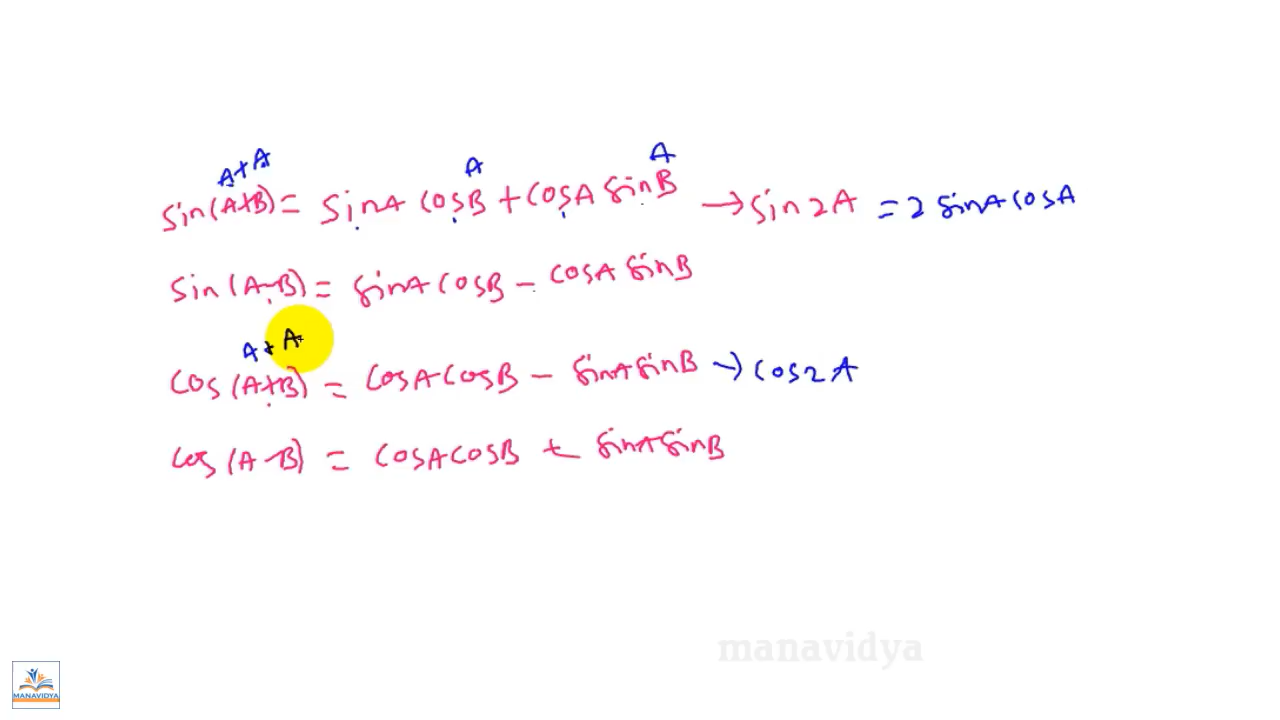 A+A A A
sin(A+B) = sinA cosB + cosA sinB → sin2A = 2 sinA cosA
sin(A-B) = sinA cosB - cosA sinB
A+A
cos(A+B) = cosA cosB - sinA sinB → cos2A
cos(A-B) = cosA cosB + sinA sinB
manavidya
MANAVIDYA